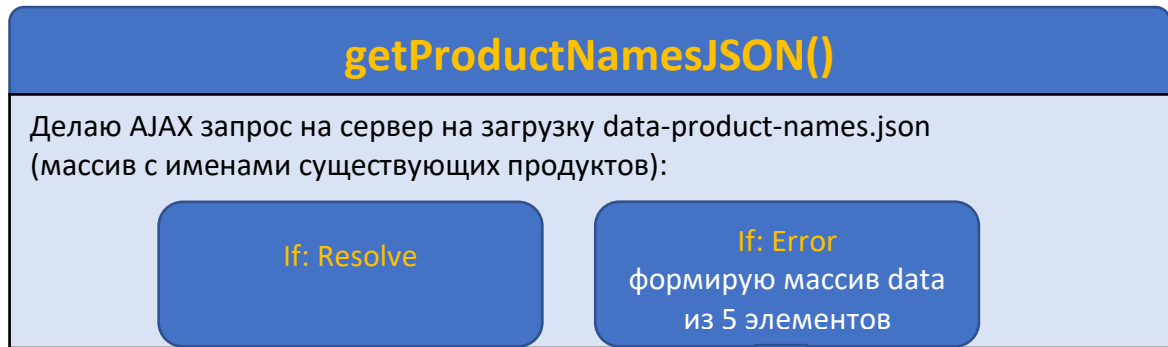 getProductNamesJSON()
Делаю AJAX запрос на сервер на загрузку data-product-names.json
(массив с именами существующих продуктов):
If: Resolve
If: Error
формирую массив data
из 5 элементов